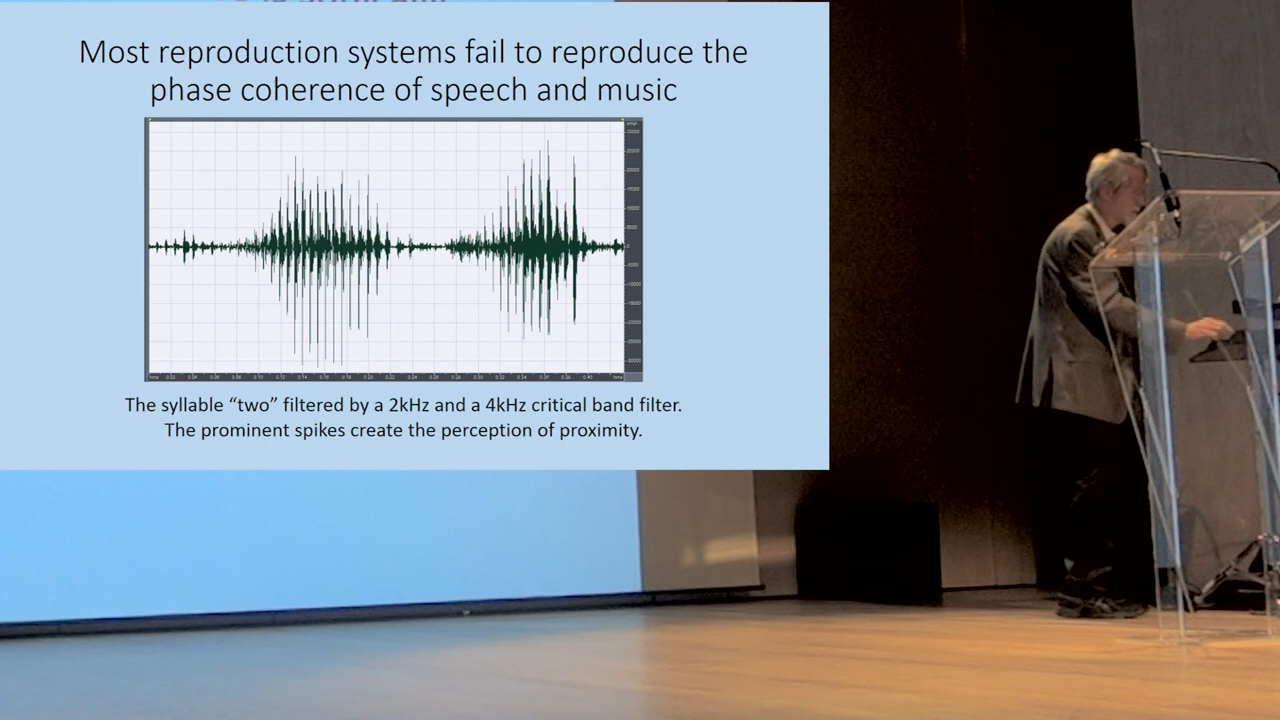 Most reproduction systems fail to reproduce the
phase coherence of speech and music
The syllable “two” filtered by a 2kHz and a 4kHz critical band filter.
The prominent spikes create the perception of proximity.